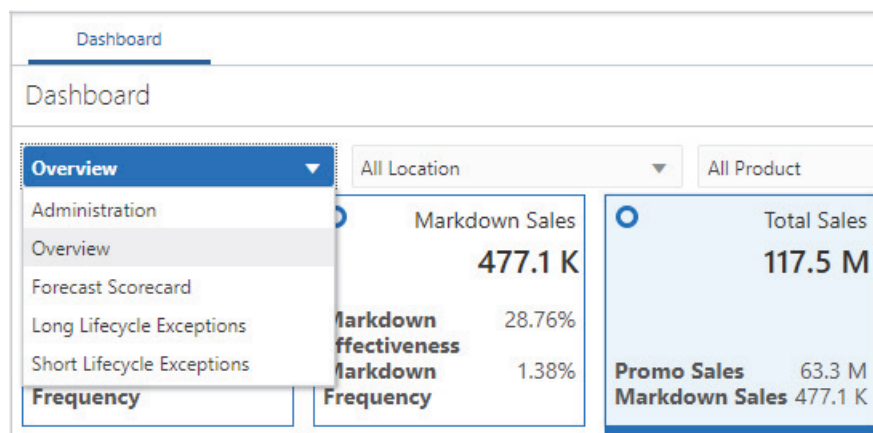 Dashboard
Dashboard
Overview
All Location
All Product
Administration
Overview
Forecast Scorecard
Long Lifecycle Exceptions
Short Lifecycle Exceptions
Frequency
Markdown Sales
477.1 K
Markdown 28.76%
Effectiveness
Markdown 1.38%
Frequency
Total Sales
117.5 M
Promo Sales 63.3 M
Markdown Sales 477.1 K